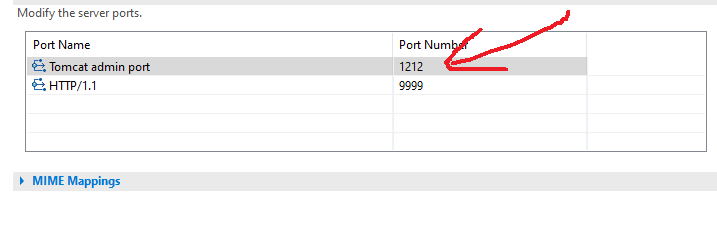 Modify the server ports.
Port Name Port Number
Tomcat admin port 1212
HTTP/1.1 9999
MIME Mappings